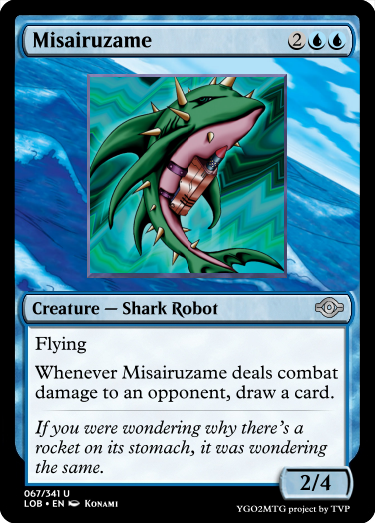 Misairuzame 2
Creature — Shark Robot
Flying
Whenever Misairuzame deals combat
damage to an opponent, draw a card.
If you were wondering why there's a
rocket on its stomach, it was wondering
the same.
2/4
067/341 U
LOB • EN Konami
YGO2MTG project by TVP